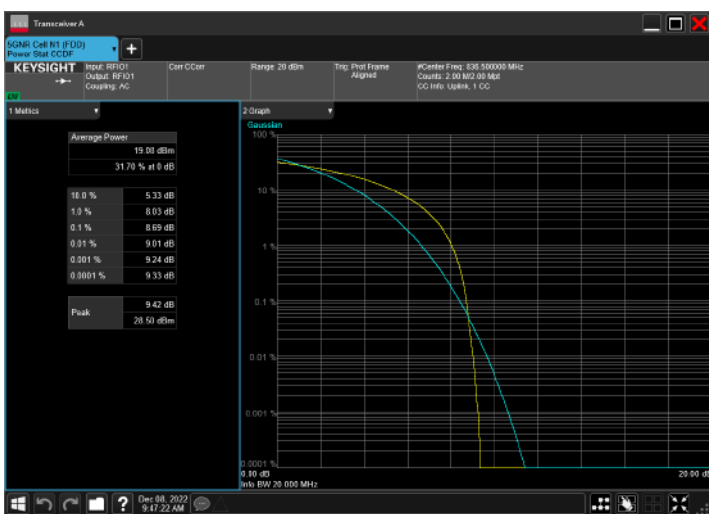 Transceiver A
5GNR Cell N1 (FDD)
Power Stat CCDF
KEYSIGHT
Input: RFIO1
Output: RFIO1
Coupling: AC
Corr CCorr
Range: 28 dBm
Trig: Prot Frame
Aligned
#Center Freq: 836.500000 MHz
Counts: 2.00 M/2.00 Mpt
CC Info: Uplink, 1 CC
1 Metrics
Average Power
19.08 dBm
31.70 % at 0 dB
10.0 % 5.33 dB
1.0 % 8.03 dB
0.1 % 8.69 dB
0.01 % 9.01 dB
0.001 % 9.24 dB
0.0001 % 9.33 dB
Peak
9.42 dB
28.50 dBm
2 Graph
Gaussian
100 %
10 %
1 %
0.1 %
0.01 %
0.001 %
0.0001 %
0.00 dB
20.00 dB
Info BW 20.000 MHz
?
Dec 08, 2022
9:47:22 AM